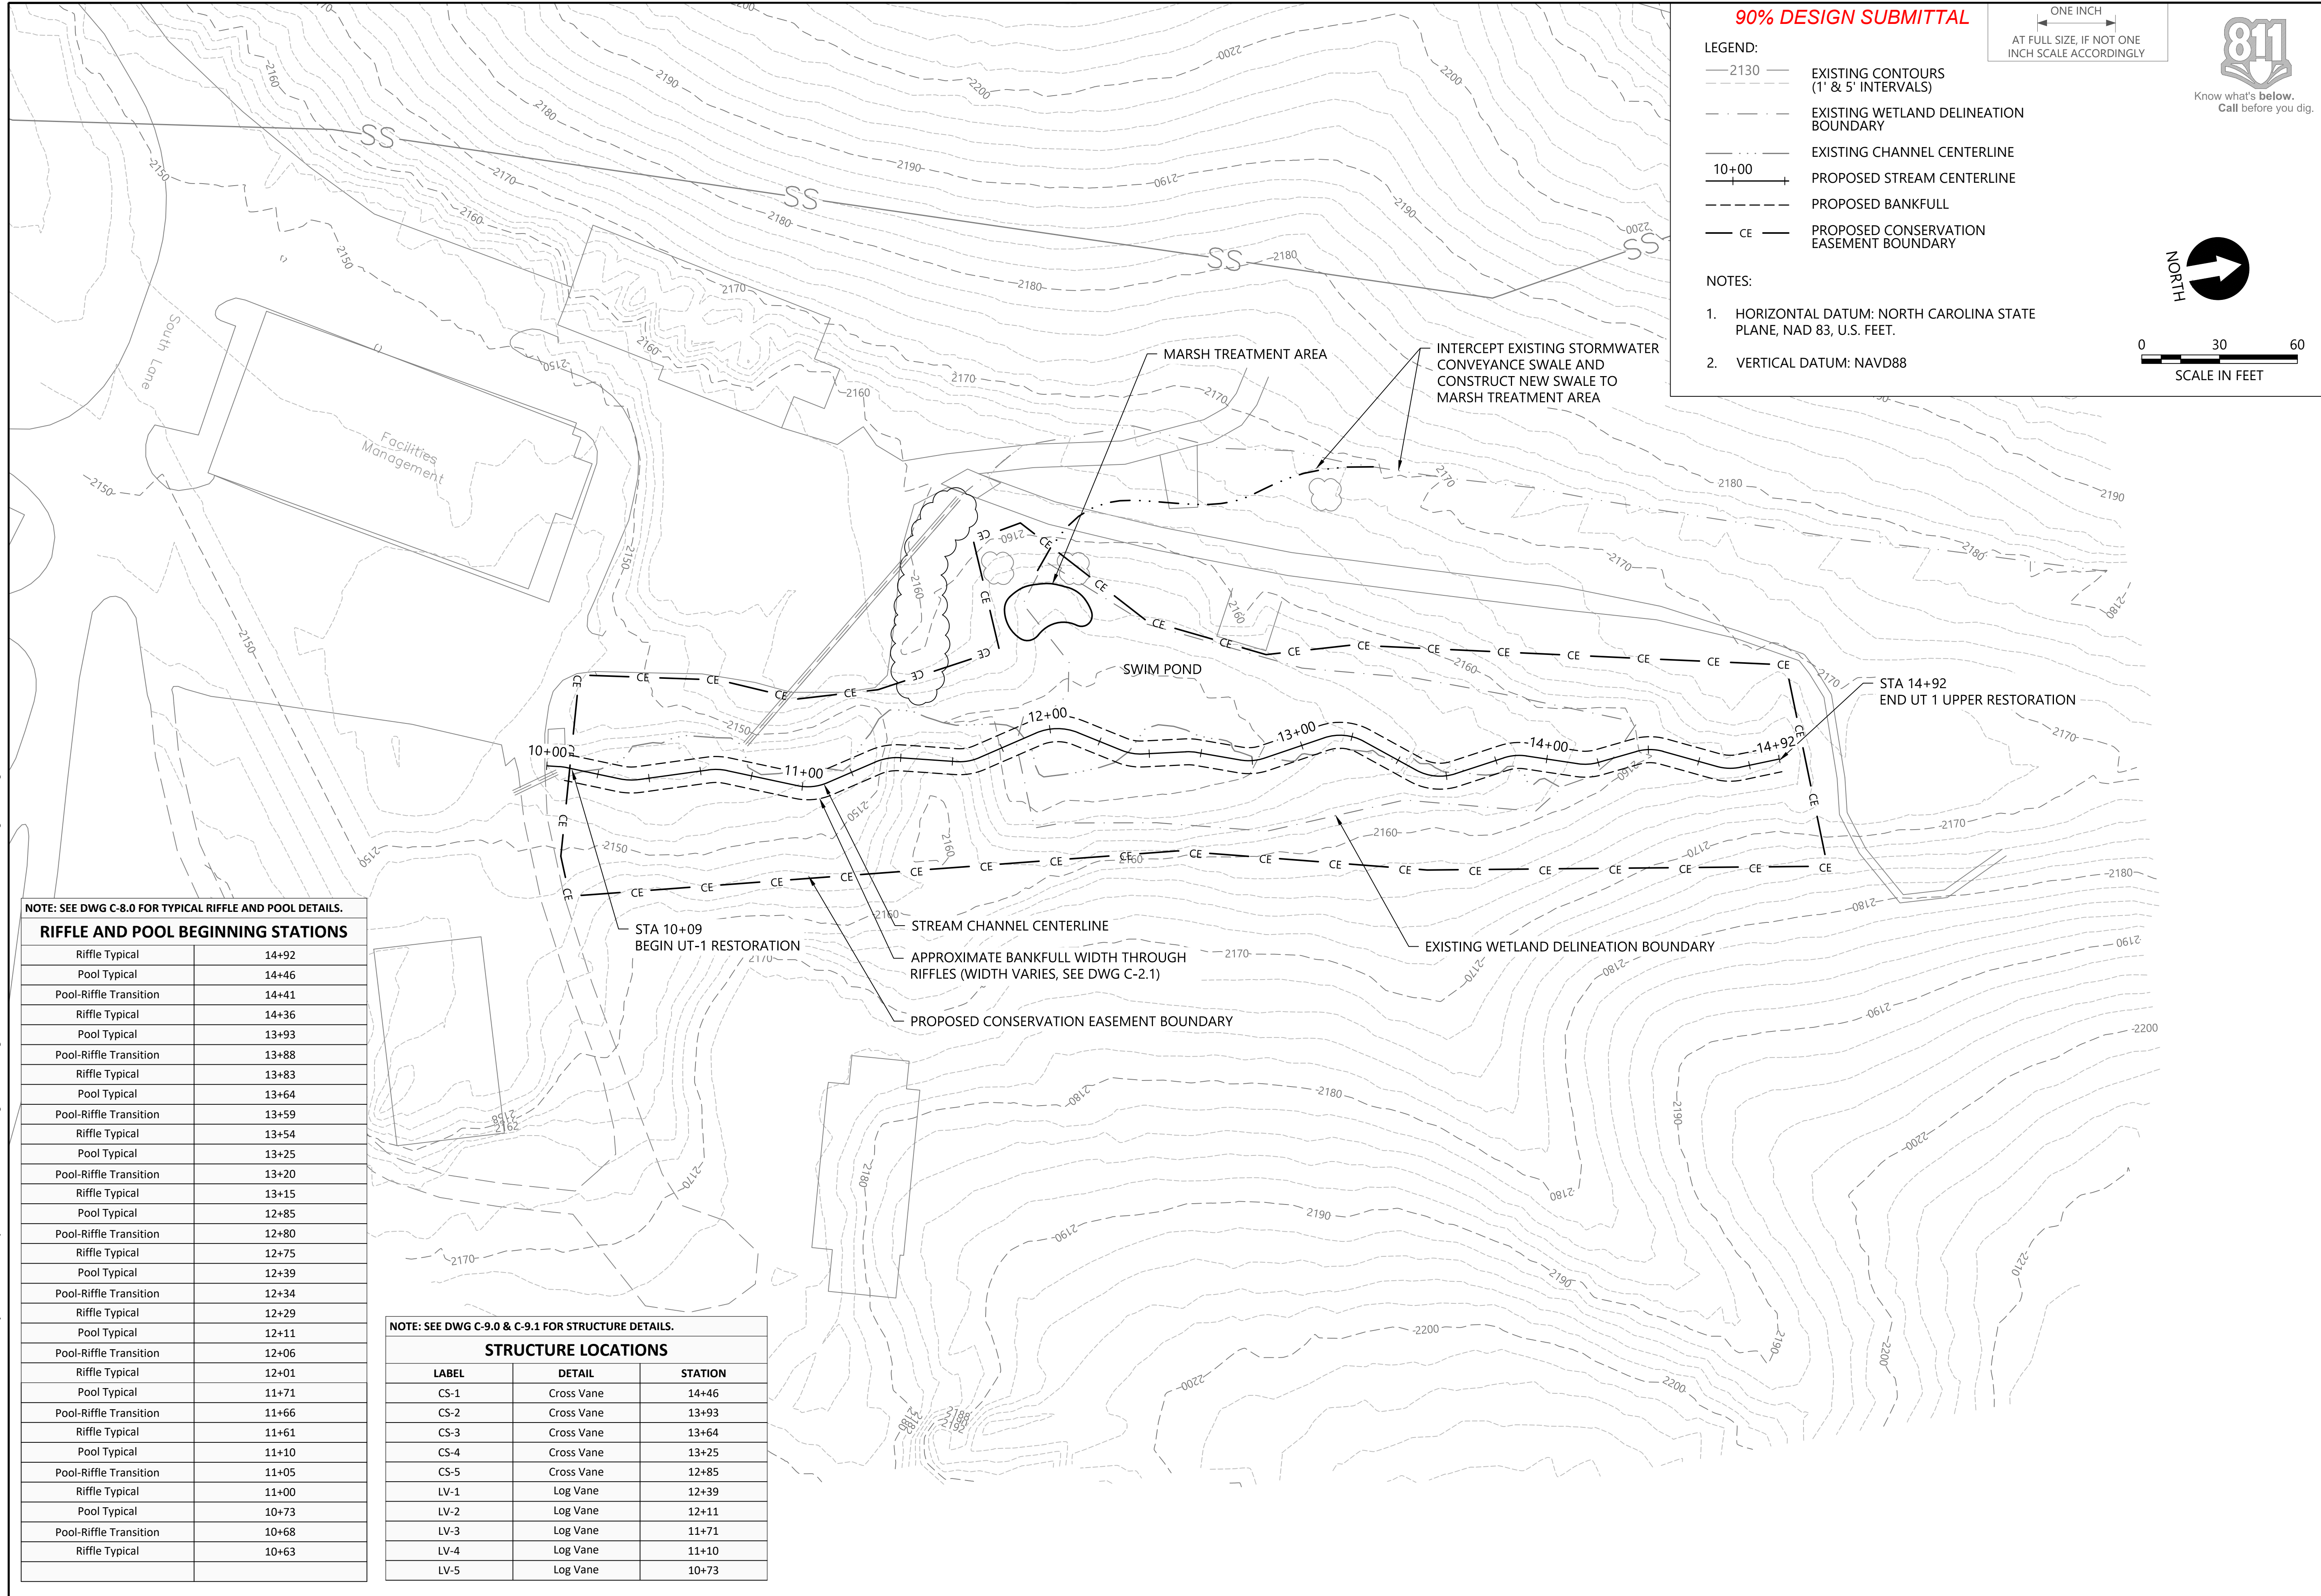 90% DESIGN SUBMITTAL
ONE INCH
AT FULL SIZE, IF NOT ONE
INCH SCALE ACCORDINGLY
811
Know what's below.
Call before you dig.
LEGEND:
2130
EXISTING CONTOURS
(1' & 5' INTERVALS)
EXISTING WETLAND DELINEATION
BOUNDARY
EXISTING CHANNEL CENTERLINE
10+00
PROPOSED STREAM CENTERLINE
PROPOSED BANKFULL
CE
PROPOSED CONSERVATION
EASEMENT BOUNDARY
NORTH
NOTES:
1. HORIZONTAL DATUM: NORTH CAROLINA STATE
PLANE, NAD 83, U.S. FEET.
2. VERTICAL DATUM: NAVD88
0 30 60
SCALE IN FEET
SS
SS
SS
SS
South Lane
Facilities
Management
MARSH TREATMENT AREA
INTERCEPT EXISTING STORMWATER
CONVEYANCE SWALE AND
CONSTRUCT NEW SWALE TO
MARSH TREATMENT AREA
SWIM POND
STA 14+92
END UT 1 UPPER RESTORATION
10+00
11+00
12+00
13+00
14+00
14+92
STA 10+09
BEGIN UT-1 RESTORATION
STREAM CHANNEL CENTERLINE
APPROXIMATE BANKFULL WIDTH THROUGH
RIFFLES (WIDTH VARIES, SEE DWG C-2.1)
PROPOSED CONSERVATION EASEMENT BOUNDARY
EXISTING WETLAND DELINEATION BOUNDARY
NOTE: SEE DWG C-8.0 FOR TYPICAL RIFFLE AND POOL DETAILS.
RIFFLE AND POOL BEGINNING STATIONS
Riffle Typical 14+92
Pool Typical 14+46
Pool-Riffle Transition 14+41
Riffle Typical 14+36
Pool Typical 13+93
Pool-Riffle Transition 13+88
Riffle Typical 13+83
Pool Typical 13+64
Pool-Riffle Transition 13+59
Riffle Typical 13+54
Pool Typical 13+25
Pool-Riffle Transition 13+20
Riffle Typical 13+15
Pool Typical 12+85
Pool-Riffle Transition 12+80
Riffle Typical 12+75
Pool Typical 12+39
Pool-Riffle Transition 12+34
Riffle Typical 12+29
Pool Typical 12+11
Pool-Riffle Transition 12+06
Riffle Typical 12+01
Pool Typical 11+71
Pool-Riffle Transition 11+66
Riffle Typical 11+61
Pool Typical 11+10
Pool-Riffle Transition 11+05
Riffle Typical 11+00
Pool Typical 10+73
Pool-Riffle Transition 10+68
Riffle Typical 10+63
NOTE: SEE DWG C-9.0 & C-9.1 FOR STRUCTURE DETAILS.
STRUCTURE LOCATIONS
LABEL DETAIL STATION
CS-1 Cross Vane 14+46
CS-2 Cross Vane 13+93
CS-3 Cross Vane 13+64
CS-4 Cross Vane 13+25
CS-5 Cross Vane 12+85
LV-1 Log Vane 12+39
LV-2 Log Vane 12+11
LV-3 Log Vane 11+71
LV-4 Log Vane 11+10
LV-5 Log Vane 10+73